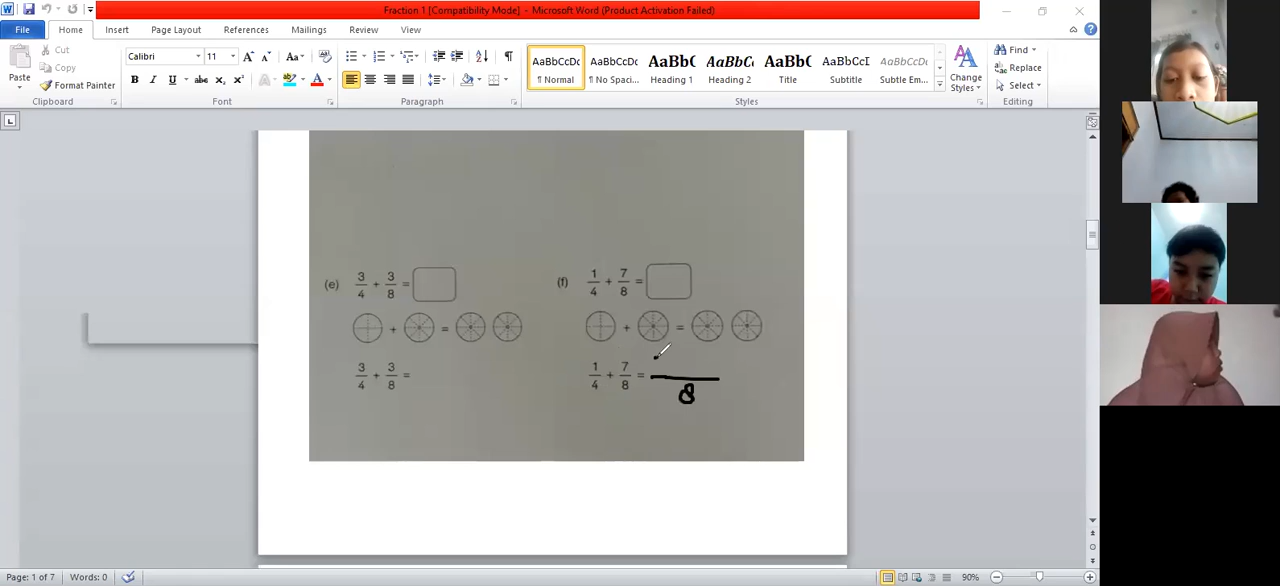 Fraction 1 [Compatibility Mode] - Microsoft Word (Product Activation Failed)
File Home Insert Page Layout References Mailings Review View
Cut
Copy
Format Painter
Paste
Clipboard
Calibri 11
Font
Paragraph
AaBbCcDc AaBbCcDc AaBbC AaBbCc AaBbC AaBbCcI AaBbCcDc
¶ Normal ¶ No Spaci... Heading 1 Heading 2 Title Subtitle Subtle Em...
Styles
Change Styles
Find
Replace
Select
Editing
(e) 3/4 + 3/8 =
+ =
3/4 + 3/8 =
(f) 1/4 + 7/8 =
+ =
1/4 + 7/8 =
8
Page: 1 of 7 Words: 0
90%